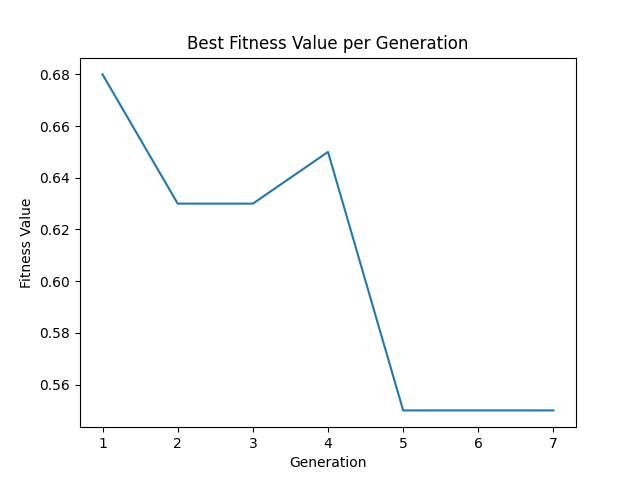 Best Fitness Value per Generation
0.68
0.66
0.64
0.62
0.60
0.58
0.56
Fitness Value
1 2 3 4 5 6 7
Generation